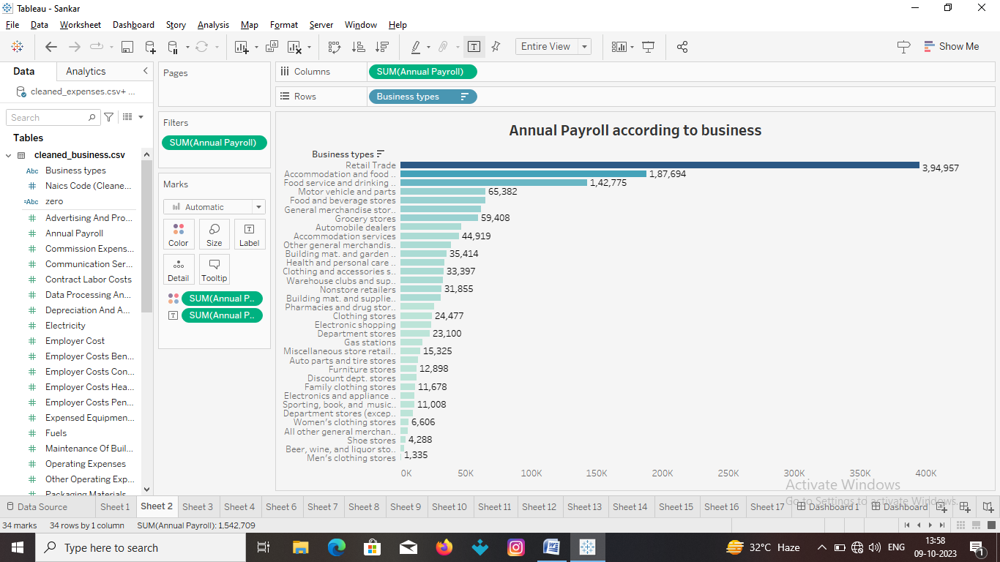 Tableau - Sankar
File Data Worksheet Dashboard Story Analysis Map Format Server Window Help
Entire View
Show Me
Data Analytics
cleaned_expenses.csv+ ...
Search
Tables
cleaned_business.csv
Abc Business types
Naics Code (Cleane...
=Abc zero
Advertising And Pro...
Annual Payroll
Commission Expens...
Communication Ser...
Contract Labor Costs
Data Processing An...
Depreciation And A...
Electricity
Employer Cost
Employer Costs Ben...
Employer Costs Con...
Employer Costs Hea...
Employer Costs Pen...
Expensed Equipmen...
Fuels
Maintenance Of Buil...
Operating Expenses
Other Operating Exp...
Packaging Materials
Pages
Filters
SUM(Annual Payroll)
Marks
Automatic
Color Size Label
Detail Tooltip
SUM(Annual P..
SUM(Annual P..
Columns SUM(Annual Payroll)
Rows Business types
Annual Payroll according to business
Business types
Retail Trade 3,94,957
Accommodation and food .. 1,87,694
Food service and drinking .. 1,42,775
Motor vehicle and parts 65,382
Food and beverage stores
General merchandise stor..
Grocery stores 59,408
Automobile dealers
Accommodation services 44,919
Other general merchandis..
Building mat. and garden .. 35,414
Health and personal care ..
Clothing and accessories s.. 33,397
Warehouse clubs and sup..
Nonstore retailers 31,855
Building mat. and supplie..
Pharmacies and drug stor..
Clothing stores 24,477
Electronic shopping
Department stores 23,100
Gas stations
Miscellaneous store retail.. 15,325
Auto parts and tire stores
Furniture stores 12,898
Discount dept. stores
Family clothing stores 11,678
Electronics and appliance ..
Sporting, book, and music.. 11,008
Department stores (excep..
Women's clothing stores 6,606
All other general merchan..
Shoe stores 4,288
Beer, wine, and liquor sto..
Men's clothing stores 1,335
0K 50K 100K 150K 200K 250K 300K 350K 400K
Activate Windows
Go to Settings to activate Windows.
Data Source Sheet 1 Sheet 2 Sheet 3 Sheet 4 Sheet 6 Sheet 7 Sheet 8 Sheet 9 Sheet 10 Sheet 11 Sheet 12 Sheet 13 Sheet 14 Sheet 15 Sheet 16 Sheet 17 Dashboard 1 Dashboard
34 marks 34 rows by 1 column SUM(Annual Payroll): 1,542,709
Type here to search
32°C Haze
ENG
13:58
09-10-2023
1